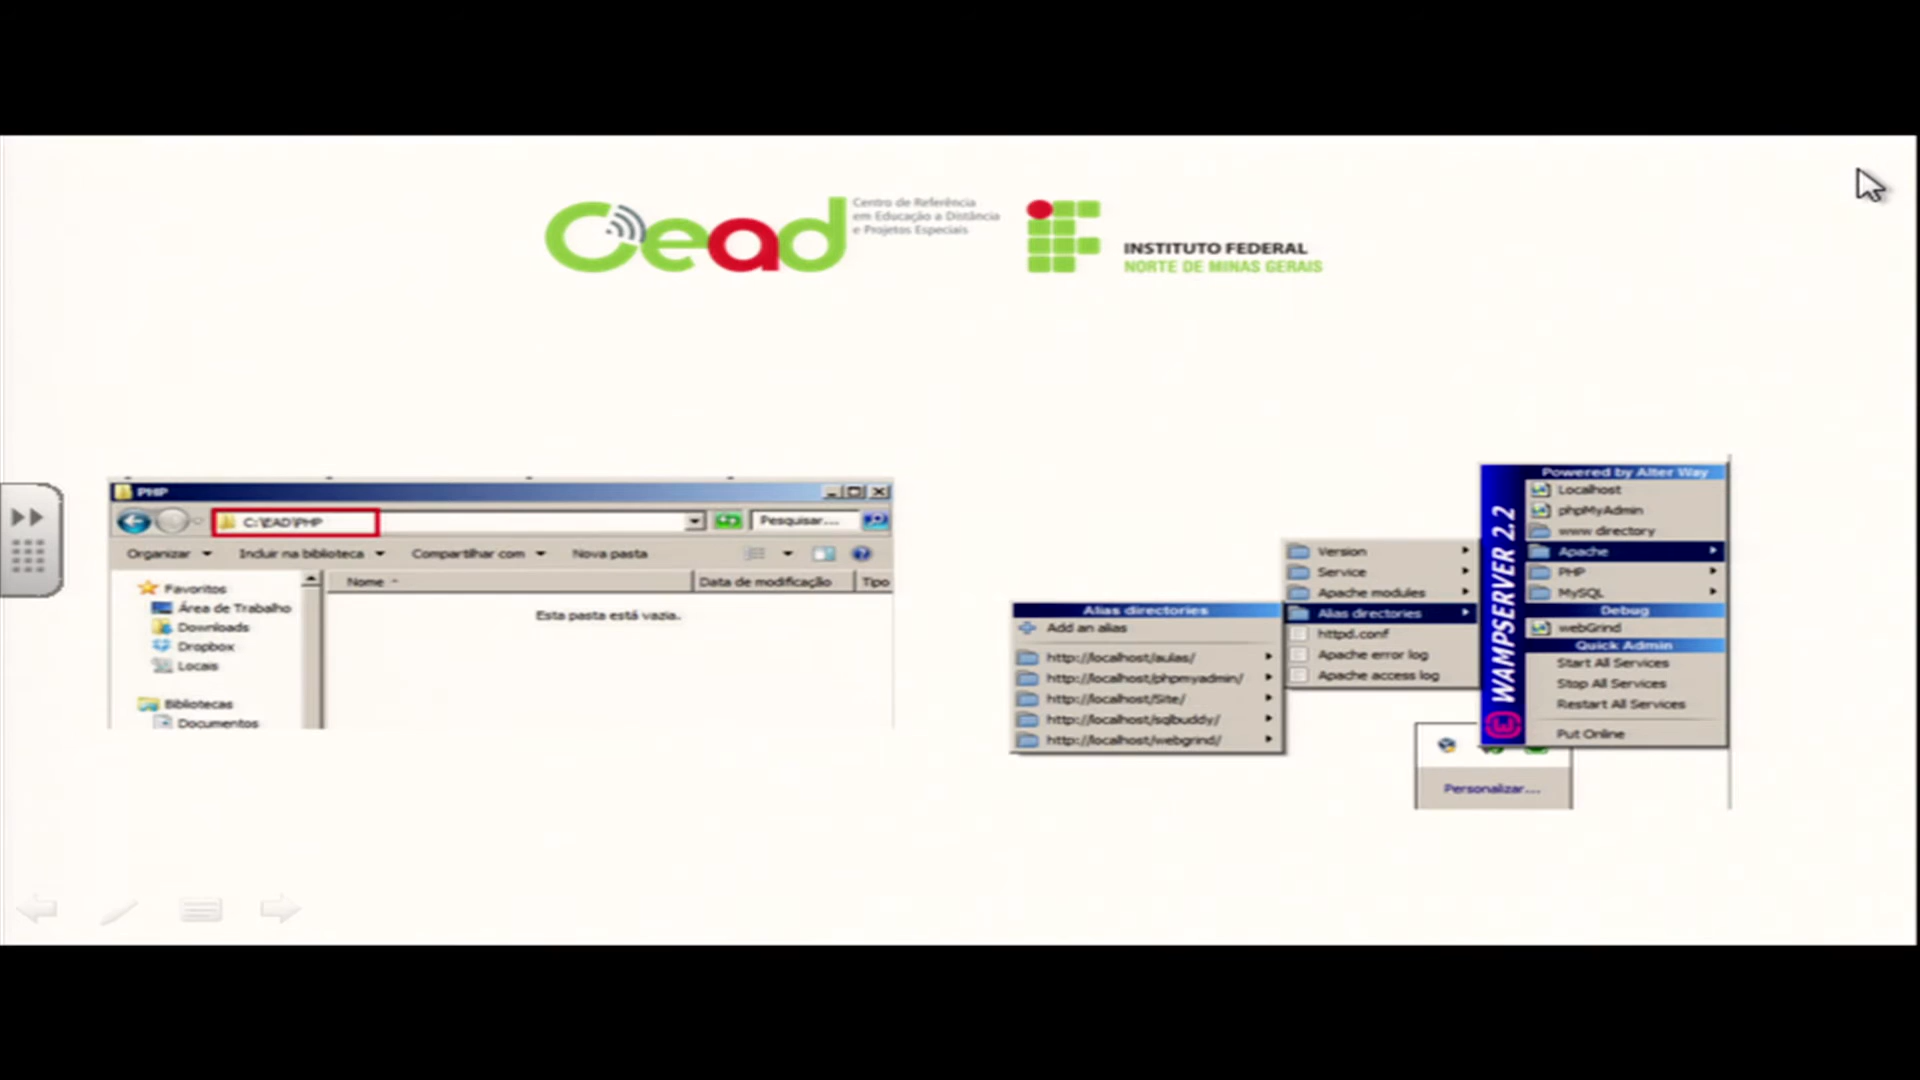 Cead
Centro de Referência
em Educação a Distância
e Projetos Especiais
INSTITUTO FEDERAL
NORTE DE MINAS GERAIS
PHP
C:\EAD\PHP
Pesquisar...
Organizar
Incluir na biblioteca
Compartilhar com
Nova pasta
Favoritos
Área de Trabalho
Downloads
Dropbox
Locais
Bibliotecas
Documentos
Nome
Data de modificação
Tipo
Esta pasta está vazia.
Alias directories
Add an alias
http://localhost/aulas/
http://localhost/phpmyadmin/
http://localhost/Site/
http://localhost/sqlbuddy/
http://localhost/webgrind/
Version
Service
Apache modules
Alias directories
httpd.conf
Apache error log
Apache access log
WAMPSERVER 2.2
Powered by Alter Way
Localhost
phpMyAdmin
www directory
Apache
PHP
MySQL
Debug
webGrind
Quick Admin
Start All Services
Stop All Services
Restart All Services
Put Online
Personalizar...